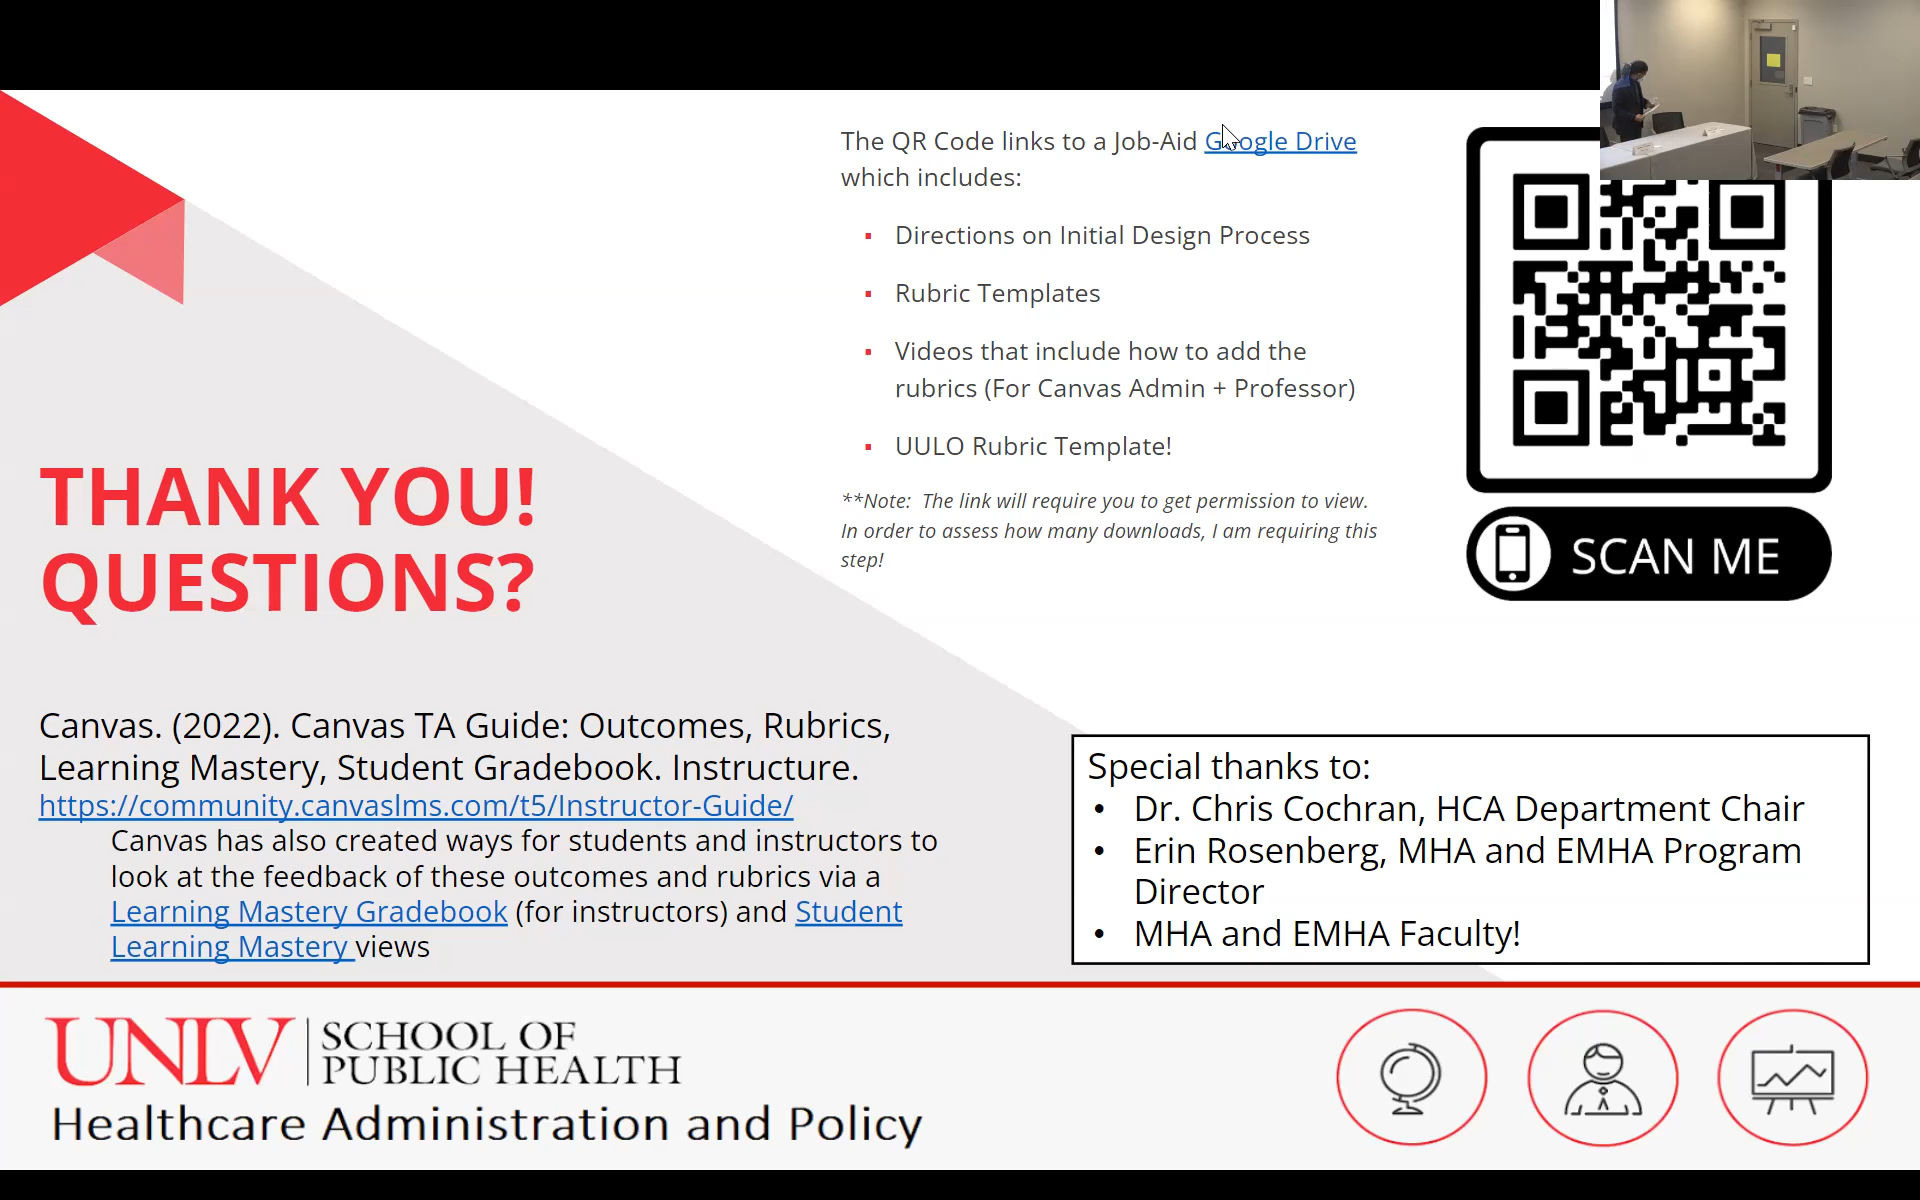 The QR Code links to a Job-Aid Google Drive
which includes:
▪ Directions on Initial Design Process
▪ Rubric Templates
▪ Videos that include how to add the
rubrics (For Canvas Admin + Professor)
▪ UULO Rubric Template!
**Note:  The link will require you to get permission to view.
In order to assess how many downloads, I am requiring this
step!
SCAN ME
THANK YOU!
QUESTIONS?
Canvas. (2022). Canvas TA Guide: Outcomes, Rubrics,
Learning Mastery, Student Gradebook. Instructure.
https://community.canvaslms.com/t5/Instructor-Guide/
Canvas has also created ways for students and instructors to
look at the feedback of these outcomes and rubrics via a
Learning Mastery Gradebook (for instructors) and Student
Learning Mastery views
Special thanks to:
• Dr. Chris Cochran, HCA Department Chair
• Erin Rosenberg, MHA and EMHA Program
Director
• MHA and EMHA Faculty!
UNLV | SCHOOL OF
PUBLIC HEALTH
Healthcare Administration and Policy